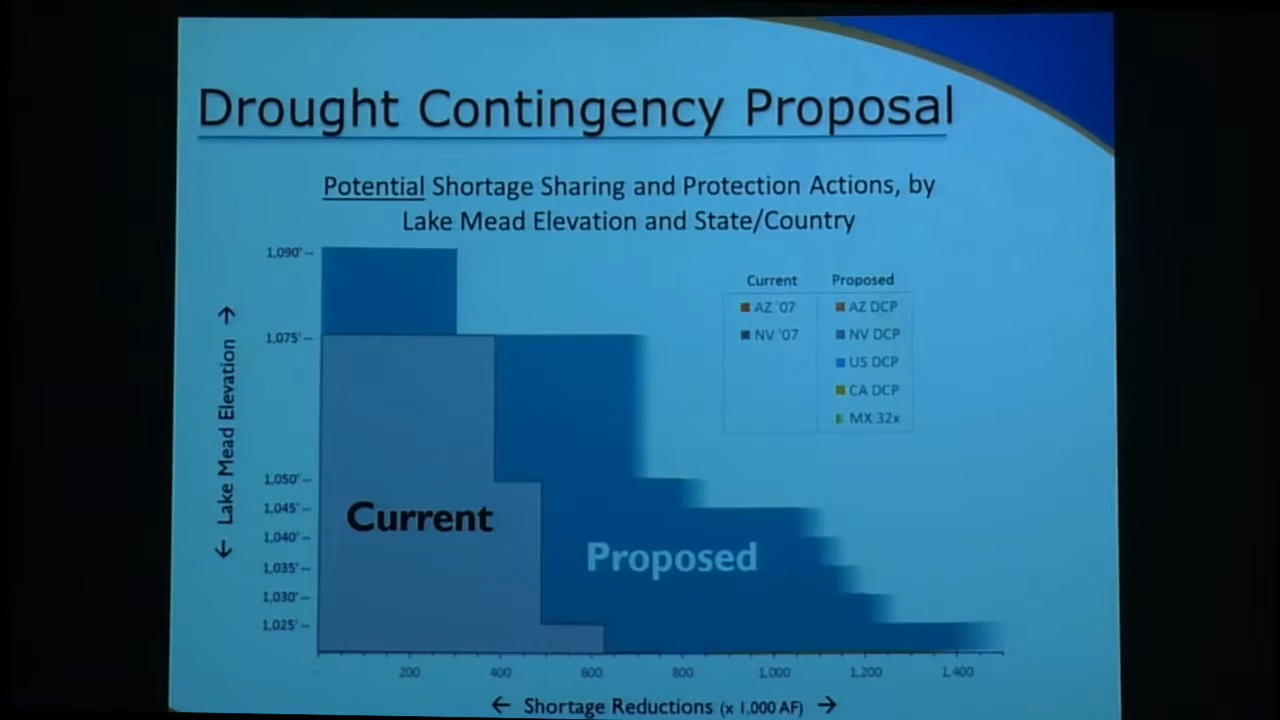 Drought Contingency Proposal
Potential Shortage Sharing and Protection Actions, by
Lake Mead Elevation and State/Country
← Lake Mead Elevation →
1,090'
1,075'
1,050'
1,045'
1,040'
1,035'
1,030'
1,025'
Current Proposed
AZ '07 AZ DCP
NV '07 NV DCP
US DCP
CA DCP
MX 32x
Current
Proposed
200 400 600 800 1,000 1,200 1,400
← Shortage Reductions (x 1,000 AF) →